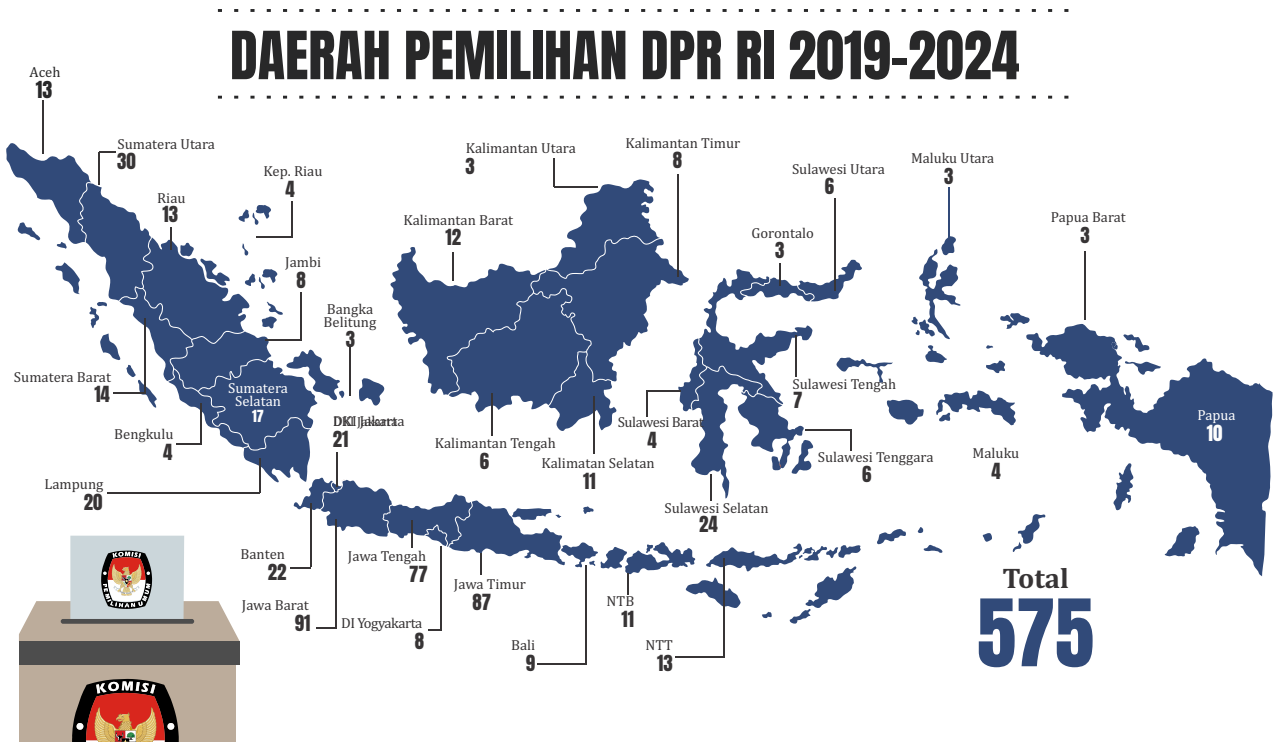 DAERAH PEMILIHAN DPR RI 2019-2024
Aceh
13
Sumatera Utara
30
Riau
13
Kep. Riau
4
Jambi
8
Bangka
Belitung
3
Sumatera Barat
14
Sumatera
Selatan
17
Bengkulu
4
Lampung
20
DKI Jakarta
21
Banten
22
Jawa Barat
91
Jawa Tengah
77
DI Yogyakarta
8
Jawa Timur
87
Bali
9
NTB
11
NTT
13
Kalimantan Barat
12
Kalimantan Utara
3
Kalimantan Timur
8
Kalimantan Tengah
6
Kalimatan Selatan
11
Gorontalo
3
Sulawesi Utara
6
Sulawesi Tengah
7
Sulawesi Barat
4
Sulawesi Tenggara
6
Sulawesi Selatan
24
Maluku Utara
3
Maluku
4
Papua Barat
3
Papua
10
Total
575
KOMISI
PEMILIHAN UMUM
KOMISI